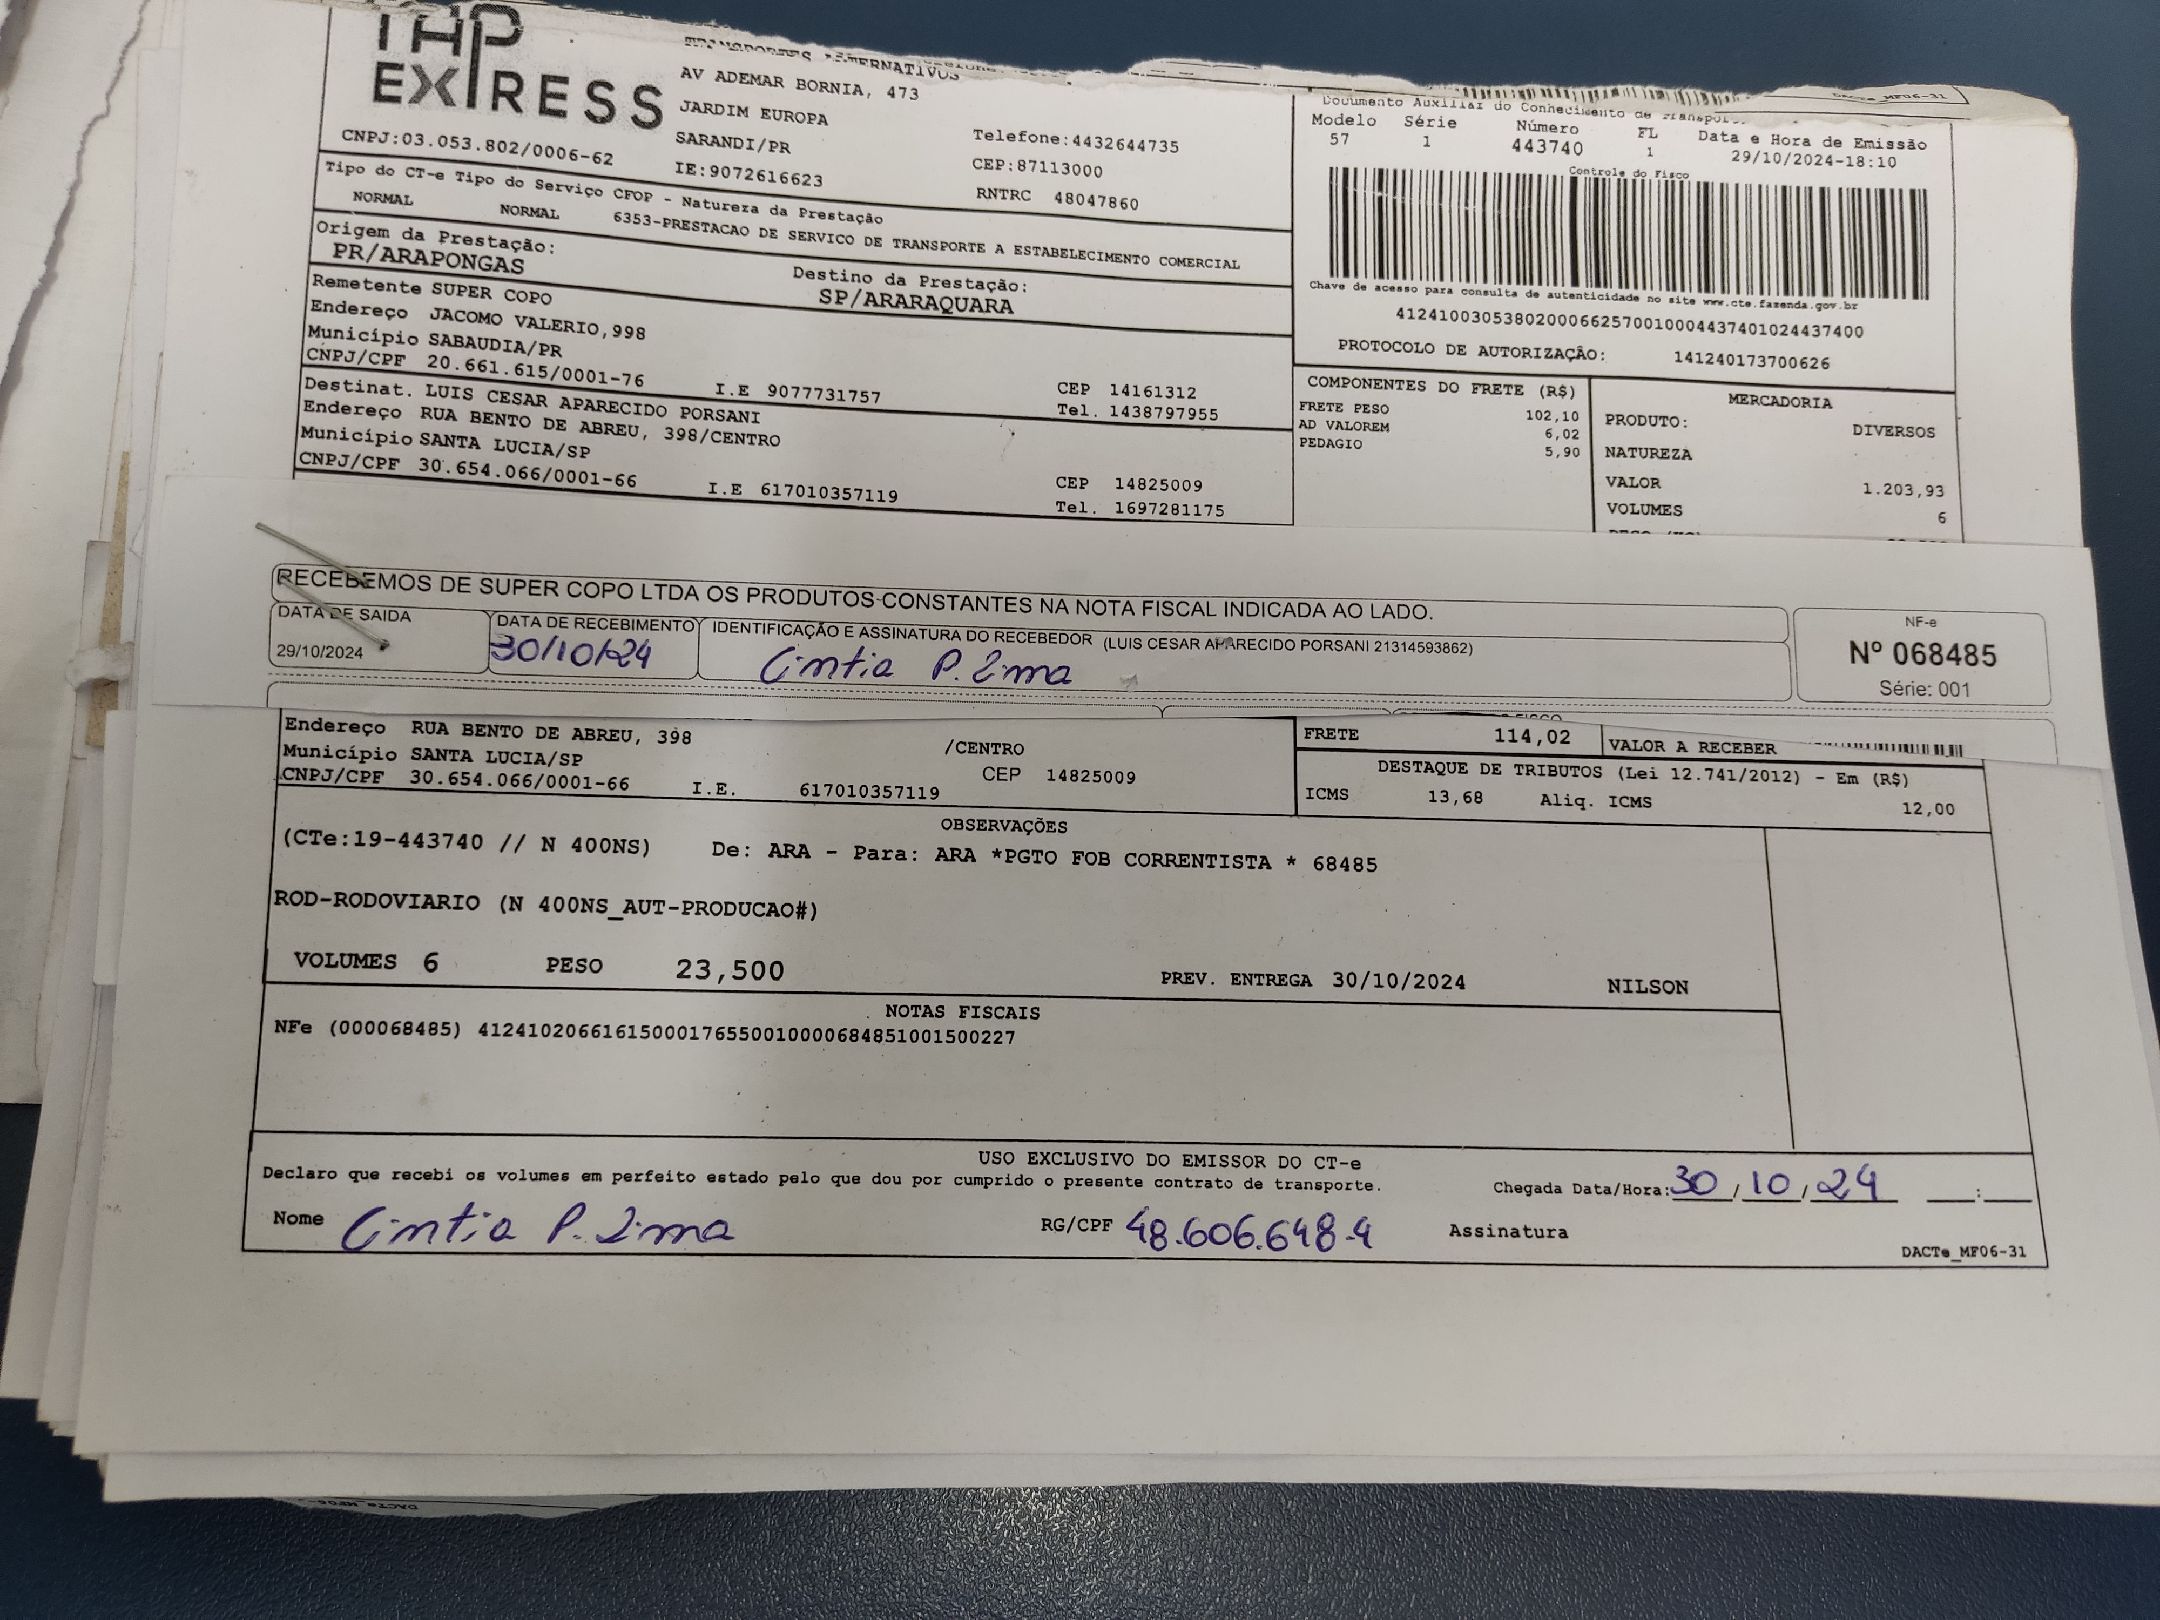 THP
EXPRESS
AV ADEMAR BORNIA, 473
JARDIM EUROPA
SARANDI/PR
Telefone:4432644735
CNPJ:03.053.802/0006-62
IE:9072616623
CEP:87113000
RNTRC 48047860
Tipo do CT-e Tipo do Serviço CFOP - Natureza da Prestação
NORMAL NORMAL 6353-PRESTACAO DE SERVICO DE TRANSPORTE A ESTABELECIMENTO COMERCIAL
Origem da Prestação:
PR/ARAPONGAS
Destino da Prestação:
SP/ARARAQUARA
Remetente SUPER COPO
Endereço JACOMO VALERIO,998
Município SABAUDIA/PR
CNPJ/CPF 20.661.615/0001-76 I.E 9077731757
CEP 14161312
Tel. 1438797955
Destinat. LUIS CESAR APARECIDO PORSANI
Endereço RUA BENTO DE ABREU, 398/CENTRO
Município SANTA LUCIA/SP
CNPJ/CPF 30.654.066/0001-66 I.E 617010357119
CEP 14825009
Tel. 1697281175
Documento Auxiliar do Conhecimento de
Modelo Série Número FL Data e Hora de Emissão
57 1 443740 1 29/10/2024-18:10
Controle do Fisco
Chave de acesso para consulta de autenticidade no site www.cte.fazenda.gov.br
41241003053802000662570010004437401024437400
PROTOCOLO DE AUTORIZAÇÃO: 141240173700626
COMPONENTES DO FRETE (R$)
FRETE PESO 102,10
AD VALOREM 6,02
PEDAGIO 5,90
MERCADORIA
PRODUTO: DIVERSOS
NATUREZA
VALOR 1.203,93
VOLUMES 6
RECEBEMOS DE SUPER COPO LTDA OS PRODUTOS CONSTANTES NA NOTA FISCAL INDICADA AO LADO.
DATA DE SAIDA
29/10/2024
DATA DE RECEBIMENTO
30/10/24
IDENTIFICAÇÃO E ASSINATURA DO RECEBEDOR (LUIS CESAR APARECIDO PORSANI 21314593862)
Cintia P. Lima
NF-e
Nº 068485
Série: 001
Endereço RUA BENTO DE ABREU, 398 /CENTRO
Município SANTA LUCIA/SP CEP 14825009
CNPJ/CPF 30.654.066/0001-66 I.E. 617010357119
FRETE 114,02 VALOR A RECEBER
DESTAQUE DE TRIBUTOS (Lei 12.741/2012) - Em (R$)
ICMS 13,68 Aliq. ICMS 12,00
OBSERVAÇÕES
(CTe:19-443740 // N 400NS) De: ARA - Para: ARA *PGTO FOB CORRENTISTA * 68485
ROD-RODOVIARIO (N 400NS_AUT-PRODUCAO#)
VOLUMES 6 PESO 23,500 PREV. ENTREGA 30/10/2024 NILSON
NOTAS FISCAIS
NFe (000068485) 41241020661615000176550010000684851001500227
USO EXCLUSIVO DO EMISSOR DO CT-e
Declaro que recebi os volumes em perfeito estado pelo que dou por cumprido o presente contrato de transporte.
Chegada Data/Hora: 30/10/24 __:__
Nome Cintia P. Lima RG/CPF 48.606.648-4 Assinatura
DACTe_MF06-31